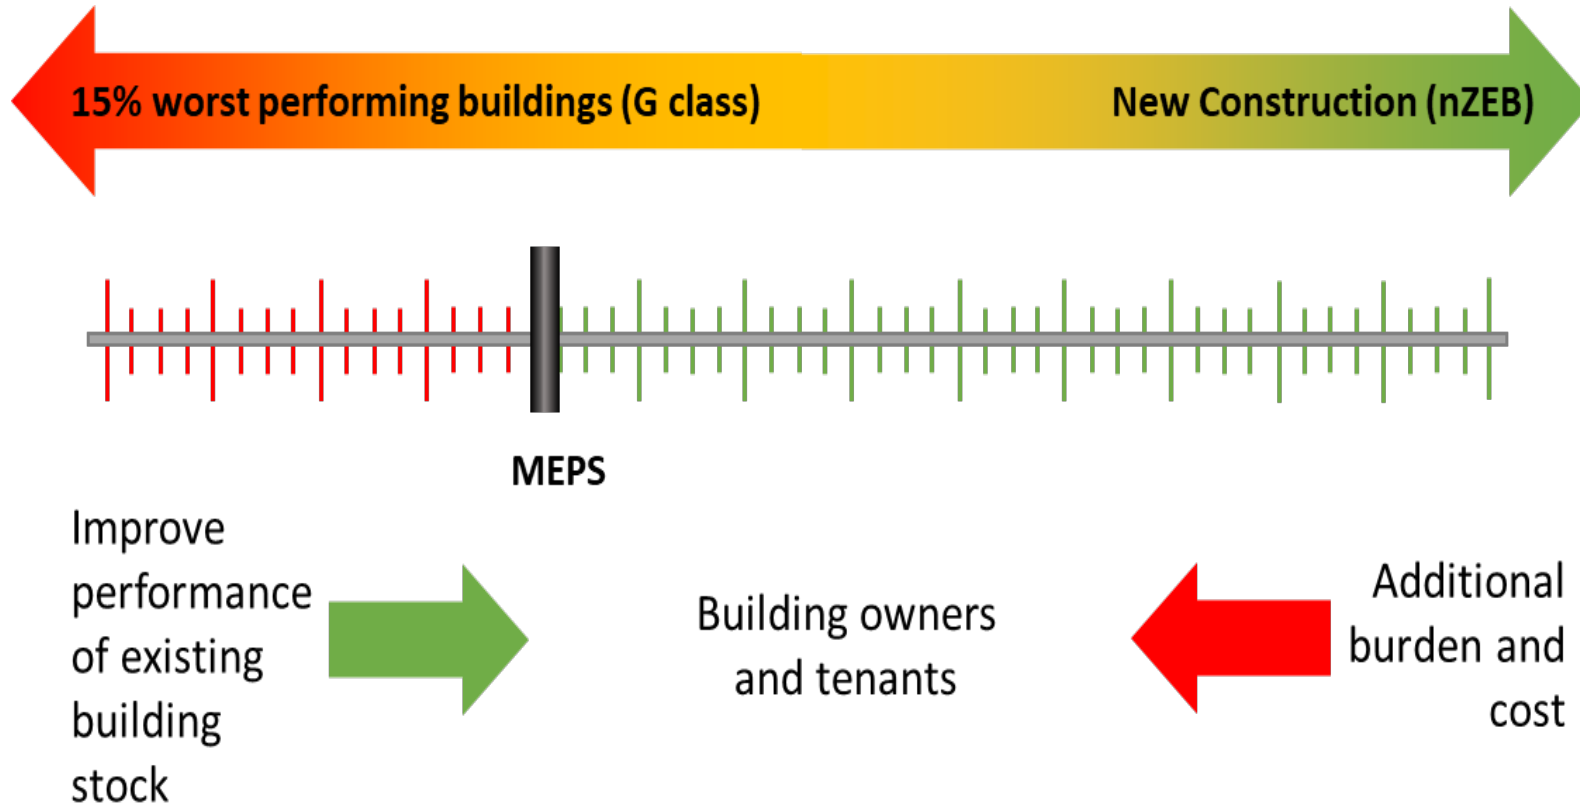 15% worst performing buildings (G class)
New Construction (nZEB)
MEPS
Improve
performance
of existing
building
stock
Building owners
and tenants
Additional
burden and
cost